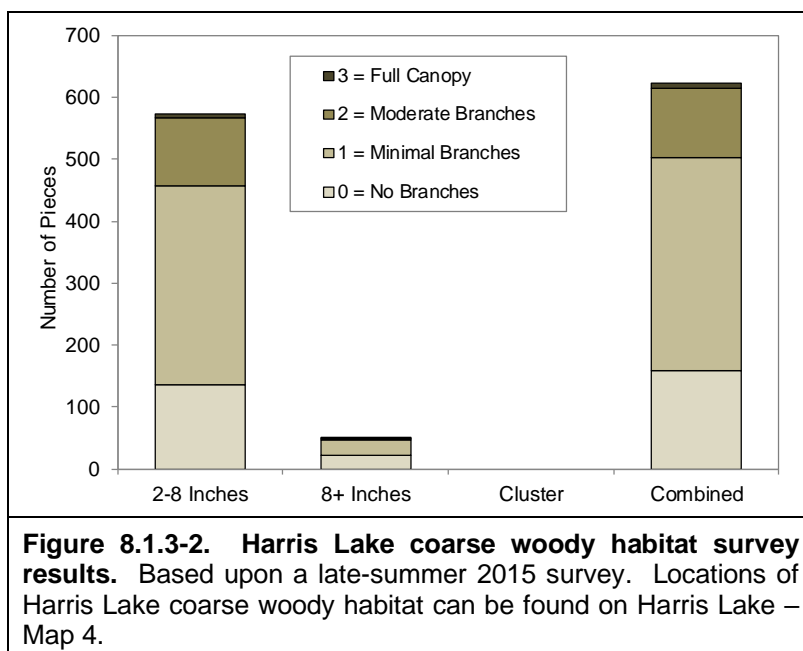 700
600
500
400
300
200
100
0
Number of Pieces
3 = Full Canopy
2 = Moderate Branches
1 = Minimal Branches
0 = No Branches
2-8 Inches 8+ Inches Cluster Combined
Figure 8.1.3-2. Harris Lake coarse woody habitat survey
results. Based upon a late-summer 2015 survey. Locations of
Harris Lake coarse woody habitat can be found on Harris Lake –
Map 4.